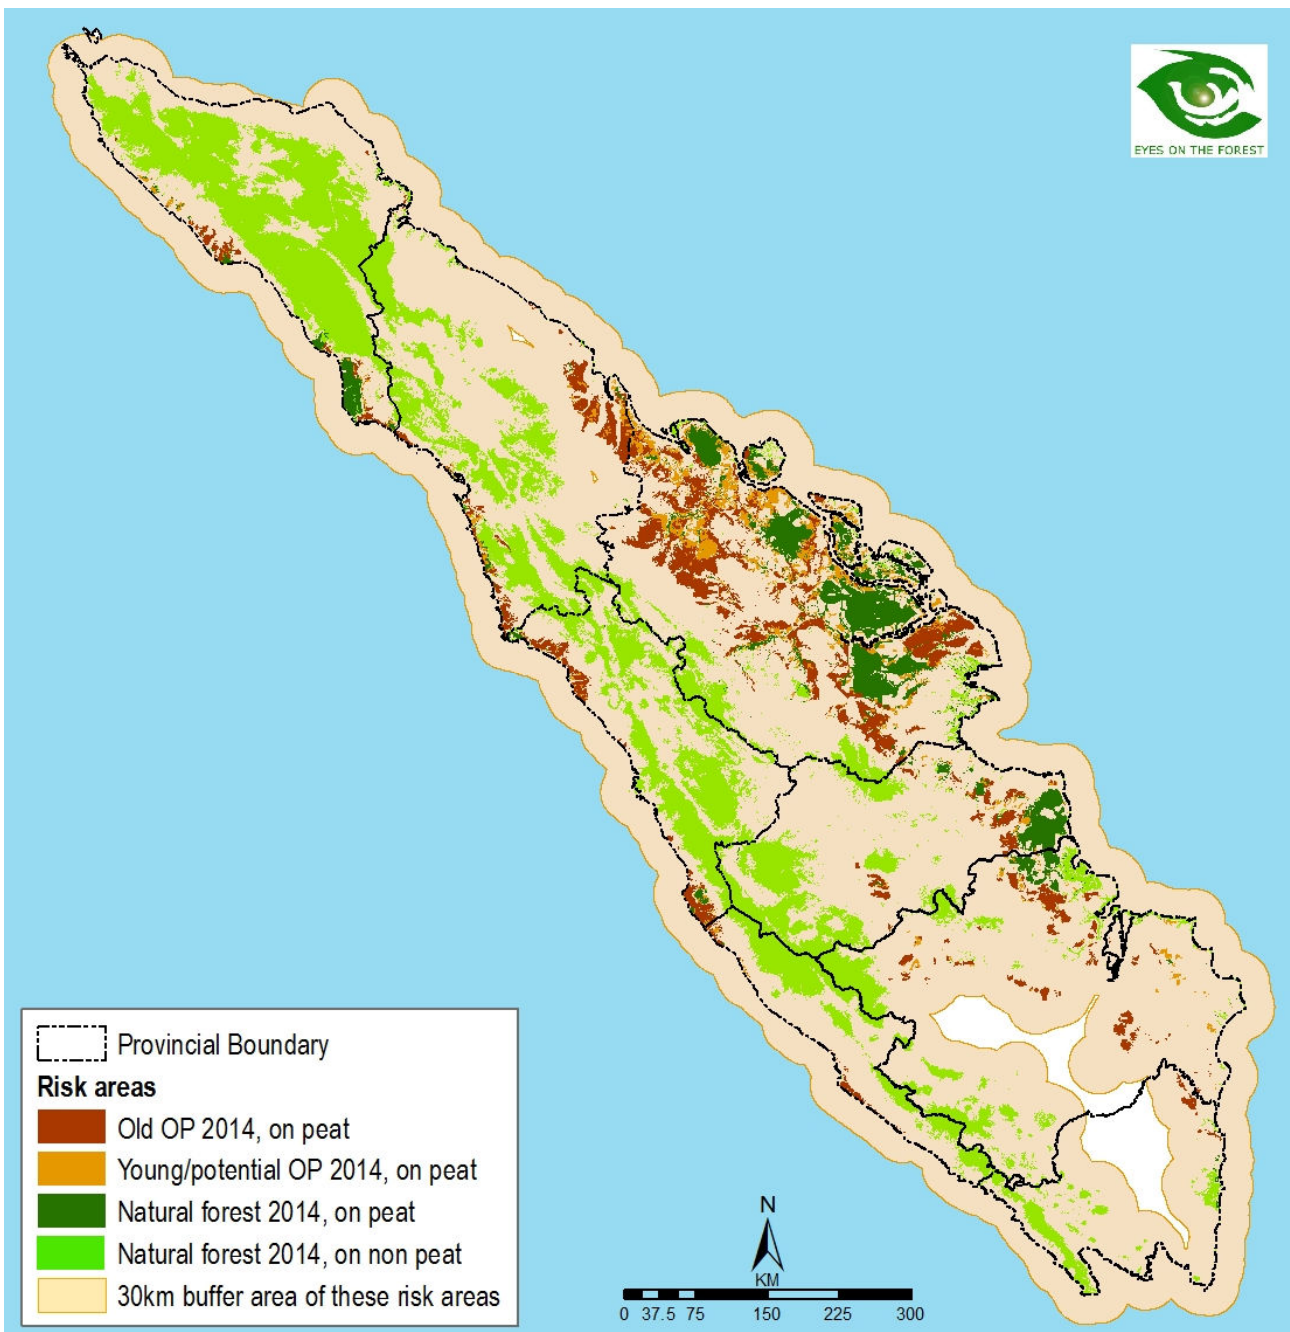 EYES ON THE FOREST
Provincial Boundary
Risk areas
Old OP 2014, on peat
Young/potential OP 2014, on peat
Natural forest 2014, on peat
Natural forest 2014, on non peat
30km buffer area of these risk areas
N
KM
0 37.5 75 150 225 300